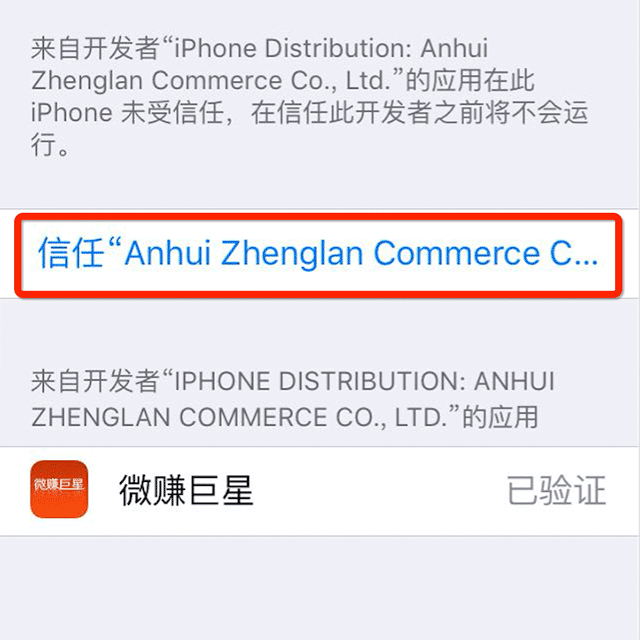 来自开发者“iPhone Distribution: Anhui
Zhenglan Commerce Co., Ltd.”的应用在此
iPhone 未受信任，在信任此开发者之前将不会运
行。
信任“Anhui Zhenglan Commerce C...
来自开发者“IPHONE DISTRIBUTION: ANHUI
ZHENGLAN COMMERCE CO., LTD.”的应用
微赚巨星
微赚巨星
已验证